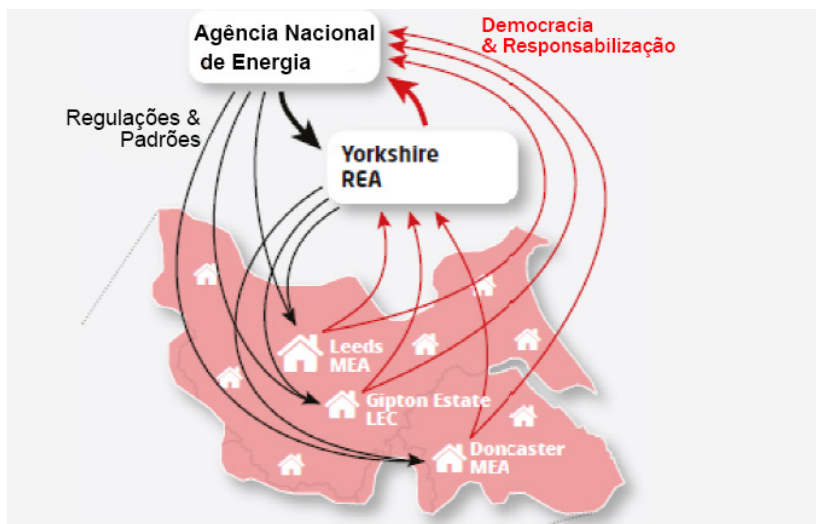 Agência Nacional
de Energia
Democracia
& Responsabilização
Regulações &
Padrões
Yorkshire
REA
Leeds
MEA
Gipton Estate
LEC
Doncaster
MEA